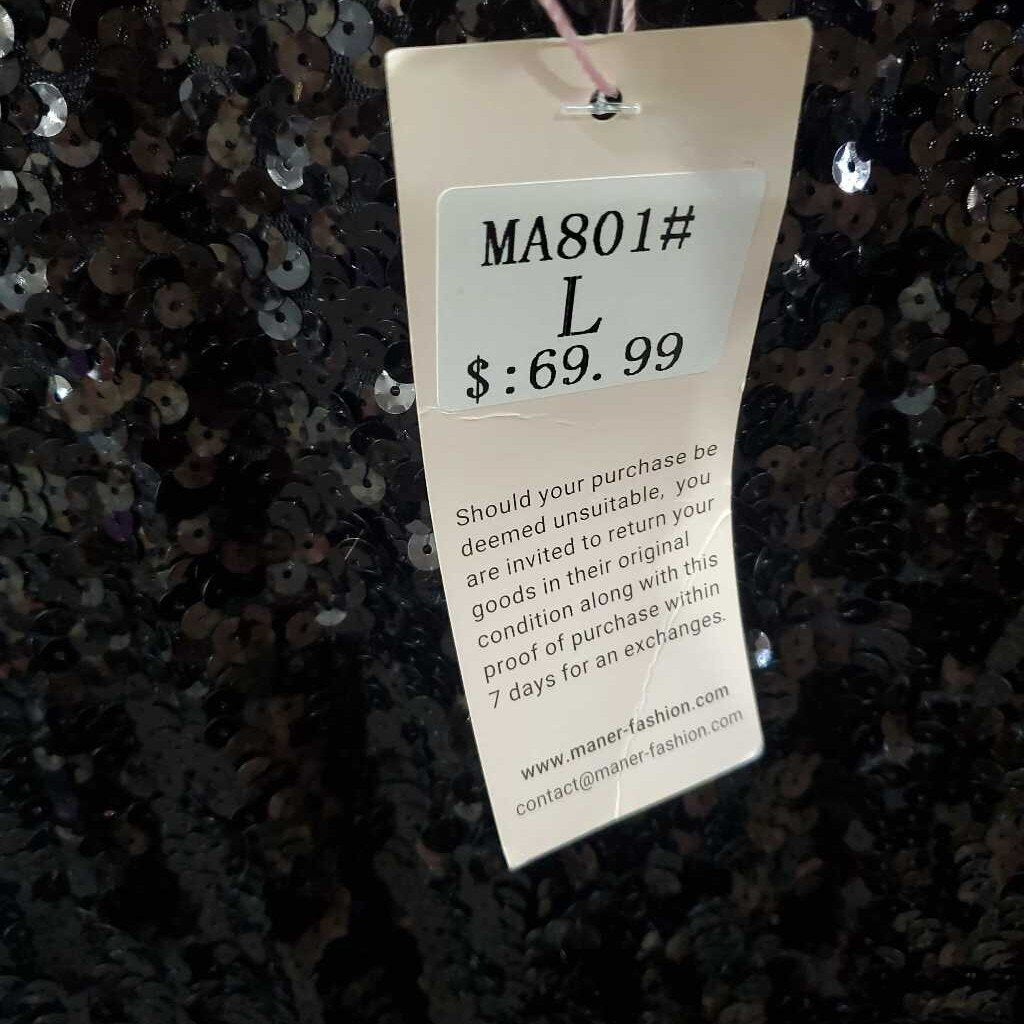 MA801#
L
$:69.99
Should your purchase be
deemed unsuitable, you
are invited to return your
goods in their original
condition along with this
proof of purchase within
7 days for an exchanges.
www.maner-fashion.com
contact@maner-fashion.com